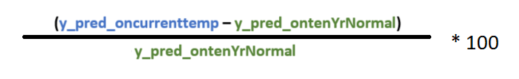 (y_pred_oncurrenttemp – y_pred_ontenYrNormal)
y_pred_ontenYrNormal
* 100